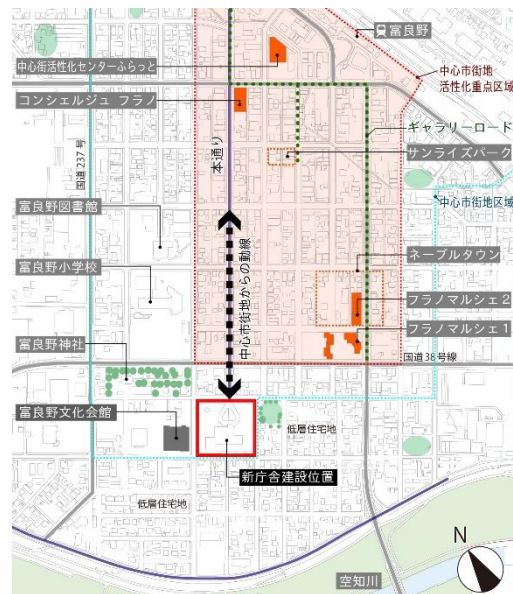 富良野
中心街活性化センターふらっと
中心市街地
活性化重点区域
コンシェルジュ フラノ
ギャラリーロード
本通り
サンライズパーク
国道237号
中心市街地区域
富良野図書館
ネーブルタウン
中心市街地からの動線
富良野小学校
フラノマルシェ2
フラノマルシェ1
富良野神社
国道38号線
富良野文化会館
低層住宅地
新庁舎建設位置
低層住宅地
N
空知川